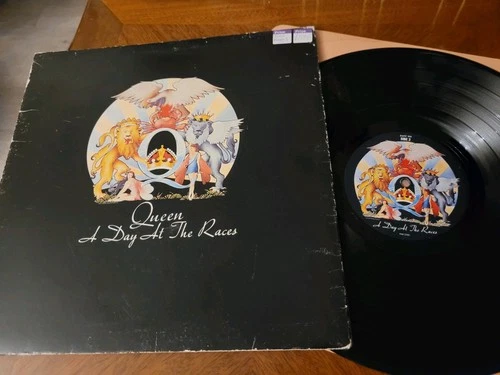 Queen
A Day At The Races
A Day At The Races